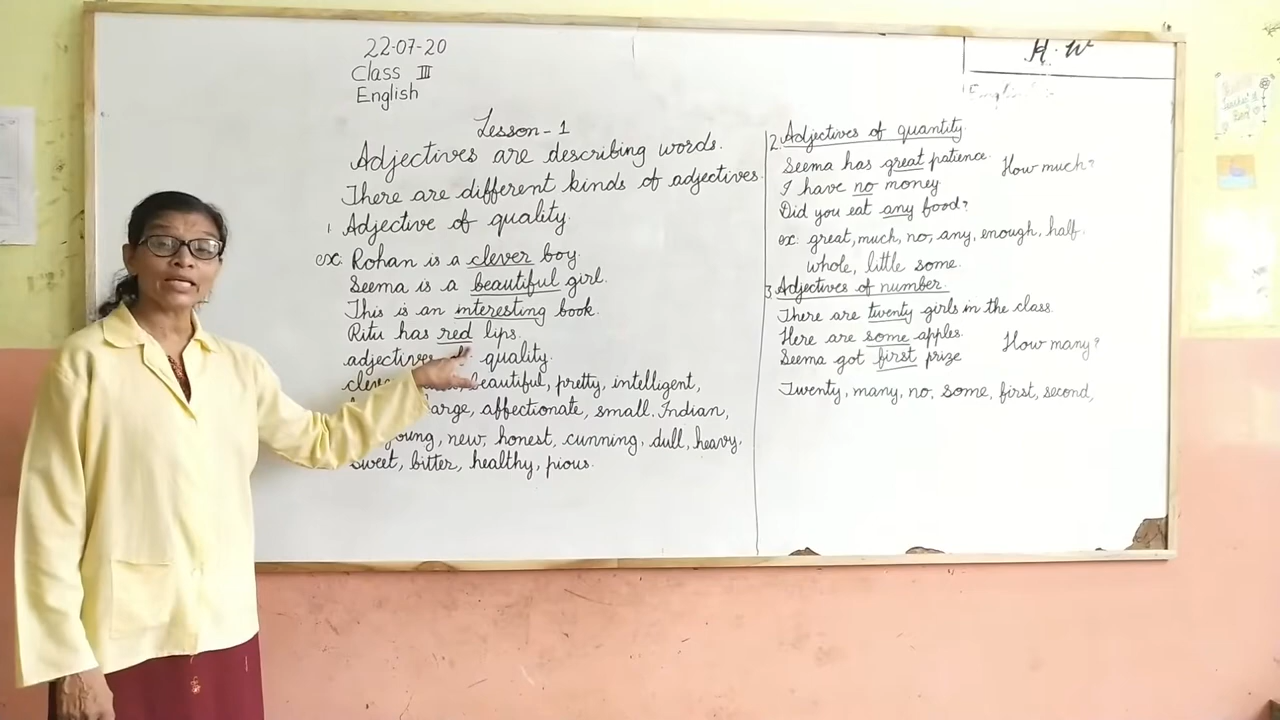 22-07-20
Class III
English
Lesson-1
Adjectives are describing words.
There are different kinds of adjectives.
1. Adjective of quality.
ex: Rohan is a clever boy.
Seema is a beautiful girl.
This is an interesting book.
Ritu has red lips.
adjectives quality.
beautiful, pretty, intelligent,
large, affectionate, small, Indian,
young, new, honest, cunning, dull, heavy,
sweet, bitter, healthy, pious.
H.W
English
2. Adjectives of quantity.
Seema has great patience. How much?
I have no money
Did you eat any food?
ex: great, much, no, any, enough, half.
whole, little some.
3. Adjectives of number.
There are twenty girls in the class.
Here are some apples. How many?
Seema got first prize
Twenty, many, no, some, first, second,